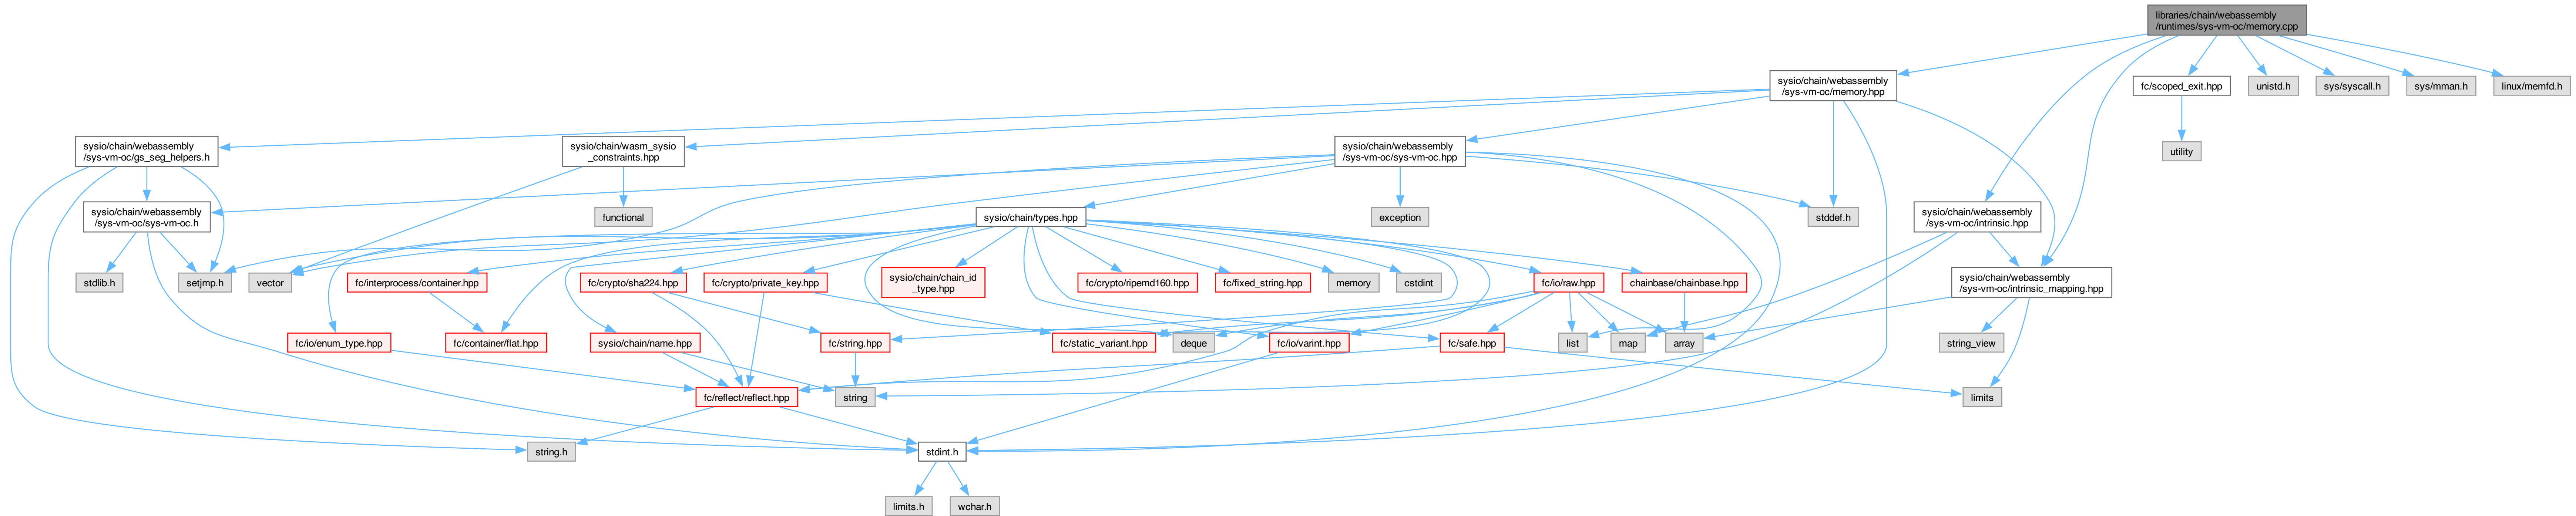 libraries/chain/webassembly
/runtimes/sys-vm-oc/memory.cpp
sysio/chain/webassembly
/sys-vm-oc/memory.hpp
fc/scoped_exit.hpp
unistd.h
sys/syscall.h
sys/mman.h
linux/memfd.h
sysio/chain/webassembly
/sys-vm-oc/gs_seg_helpers.h
sysio/chain/wasm_sysio
_constraints.hpp
sysio/chain/webassembly
/sys-vm-oc/sys-vm-oc.hpp
utility
sysio/chain/webassembly
/sys-vm-oc/sys-vm-oc.h
functional
sysio/chain/types.hpp
exception
stddef.h
sysio/chain/webassembly
/sys-vm-oc/intrinsic.hpp
stdlib.h
setjmp.h
vector
fc/interprocess/container.hpp
fc/crypto/sha224.hpp
fc/crypto/private_key.hpp
sysio/chain/chain_id
_type.hpp
fc/crypto/ripemd160.hpp
fc/fixed_string.hpp
memory
cstdint
fc/io/raw.hpp
chainbase/chainbase.hpp
sysio/chain/webassembly
/sys-vm-oc/intrinsic_mapping.hpp
fc/io/enum_type.hpp
fc/container/flat.hpp
sysio/chain/name.hpp
fc/string.hpp
fc/static_variant.hpp
deque
fc/io/varint.hpp
fc/safe.hpp
list
map
array
string_view
fc/reflect/reflect.hpp
string
limits
string.h
stdint.h
limits.h
wchar.h